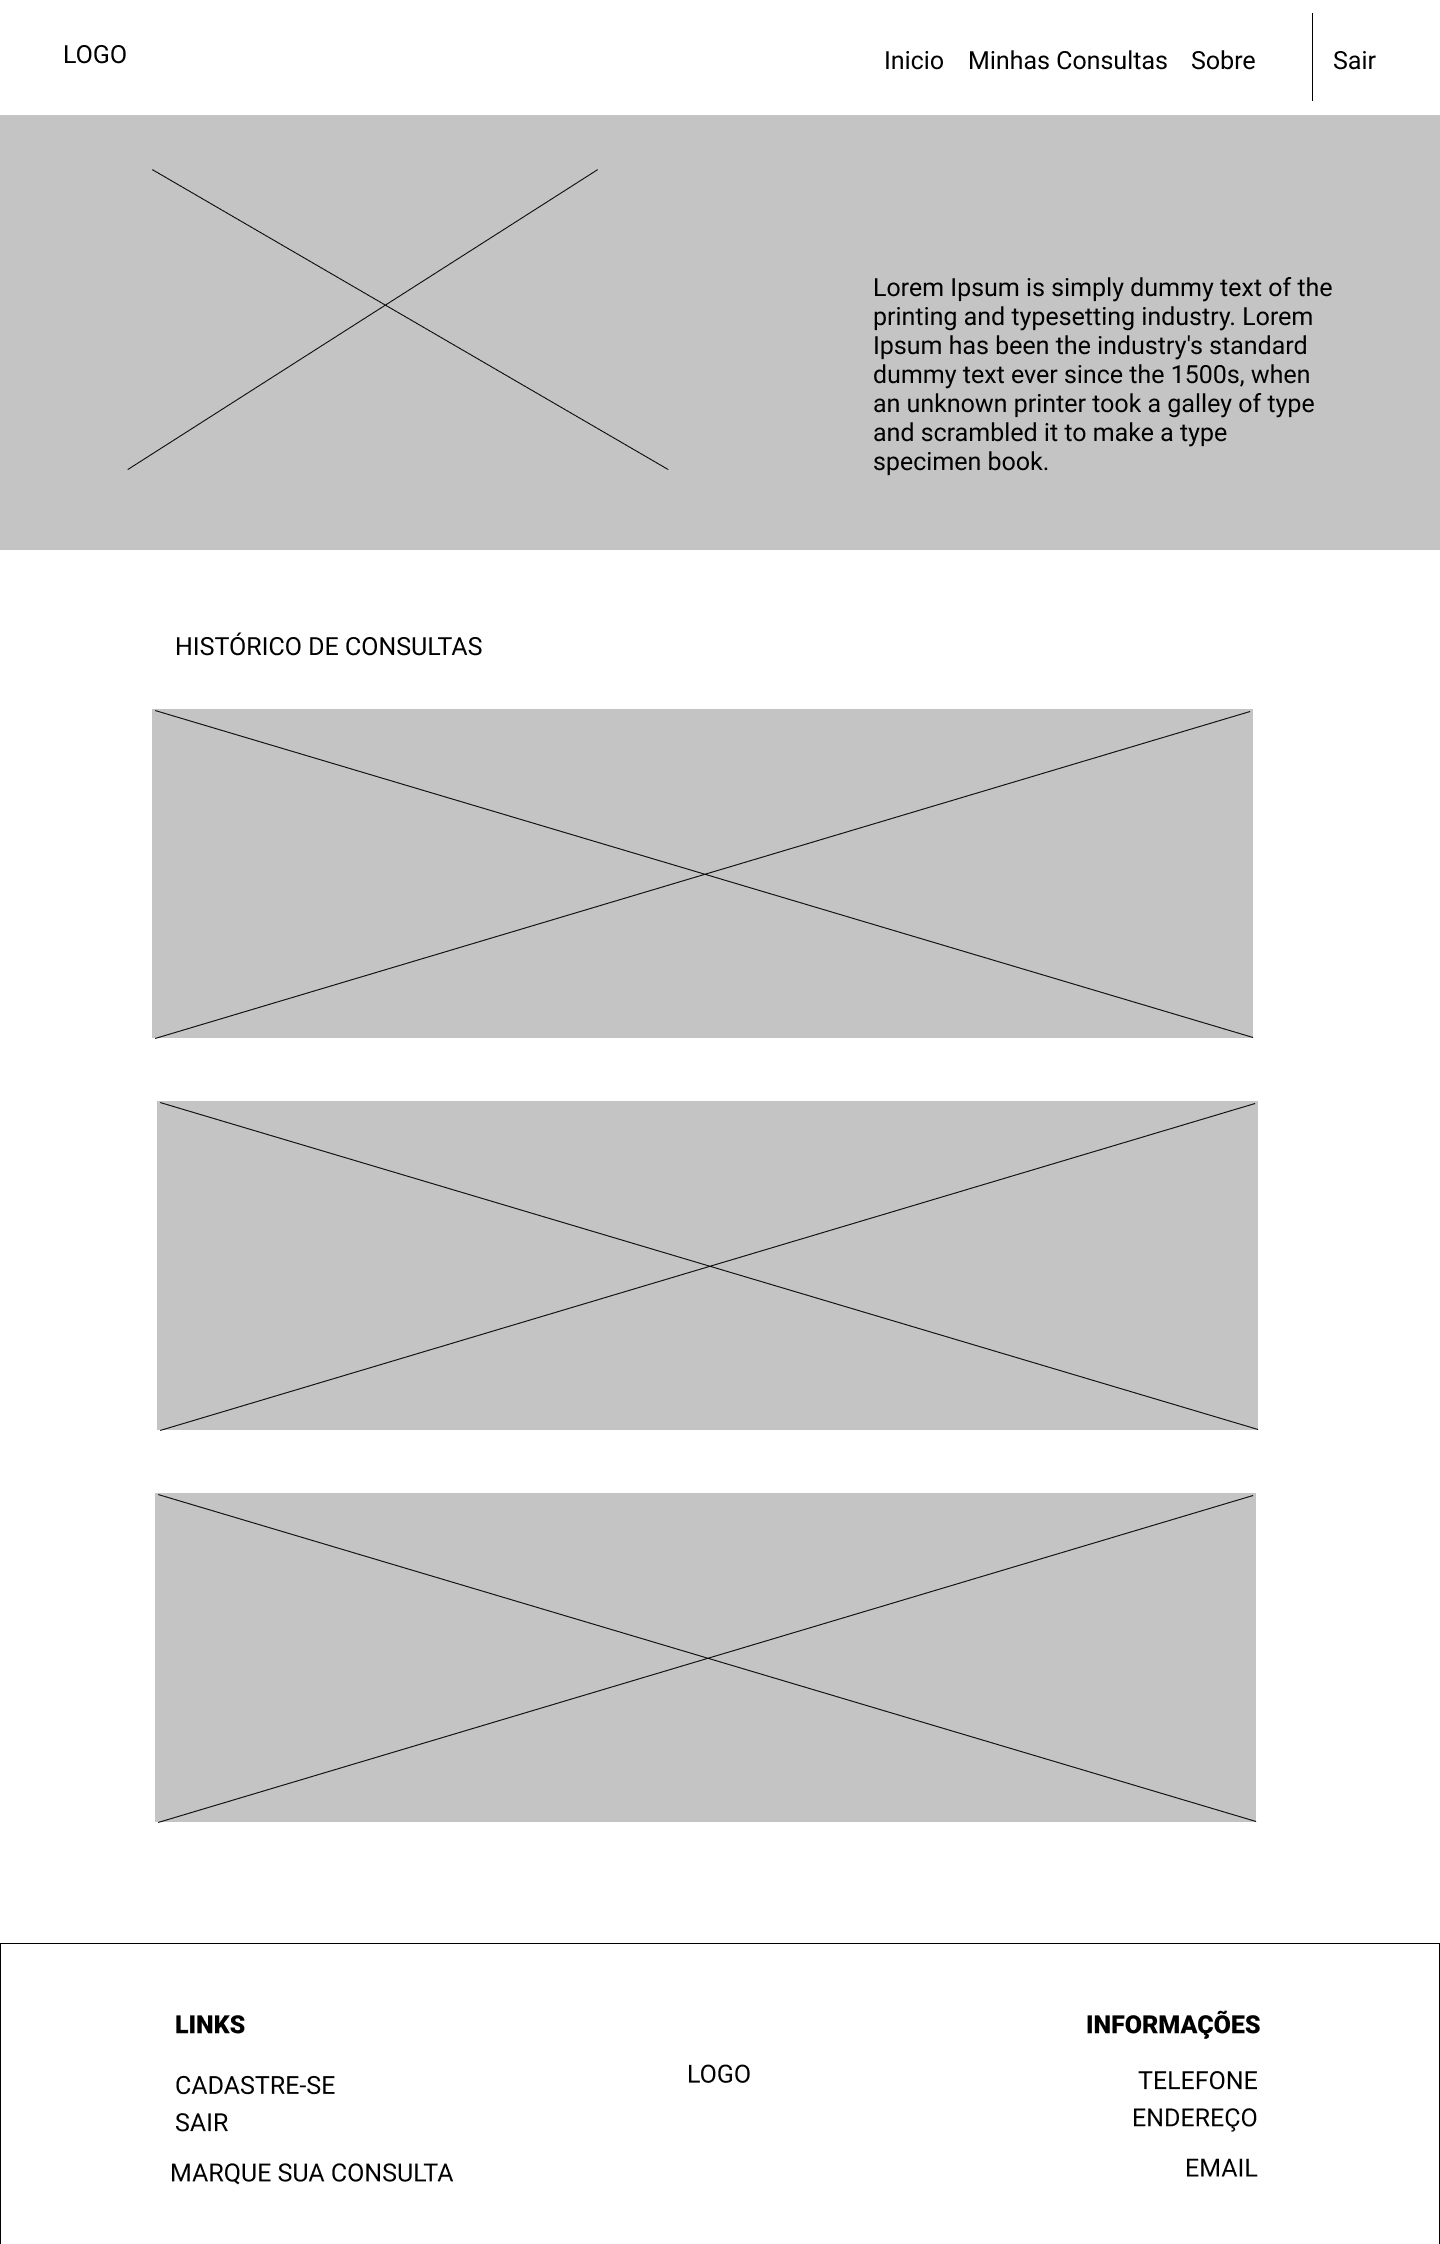 LOGO
Inicio Minhas Consultas Sobre Sair
Lorem Ipsum is simply dummy text of the
printing and typesetting industry. Lorem
Ipsum has been the industry's standard
dummy text ever since the 1500s, when
an unknown printer took a galley of type
and scrambled it to make a type
specimen book.
HISTÓRICO DE CONSULTAS
LINKS
CADASTRE-SE
SAIR
MARQUE SUA CONSULTA
LOGO
INFORMAÇÕES
TELEFONE
ENDEREÇO
EMAIL